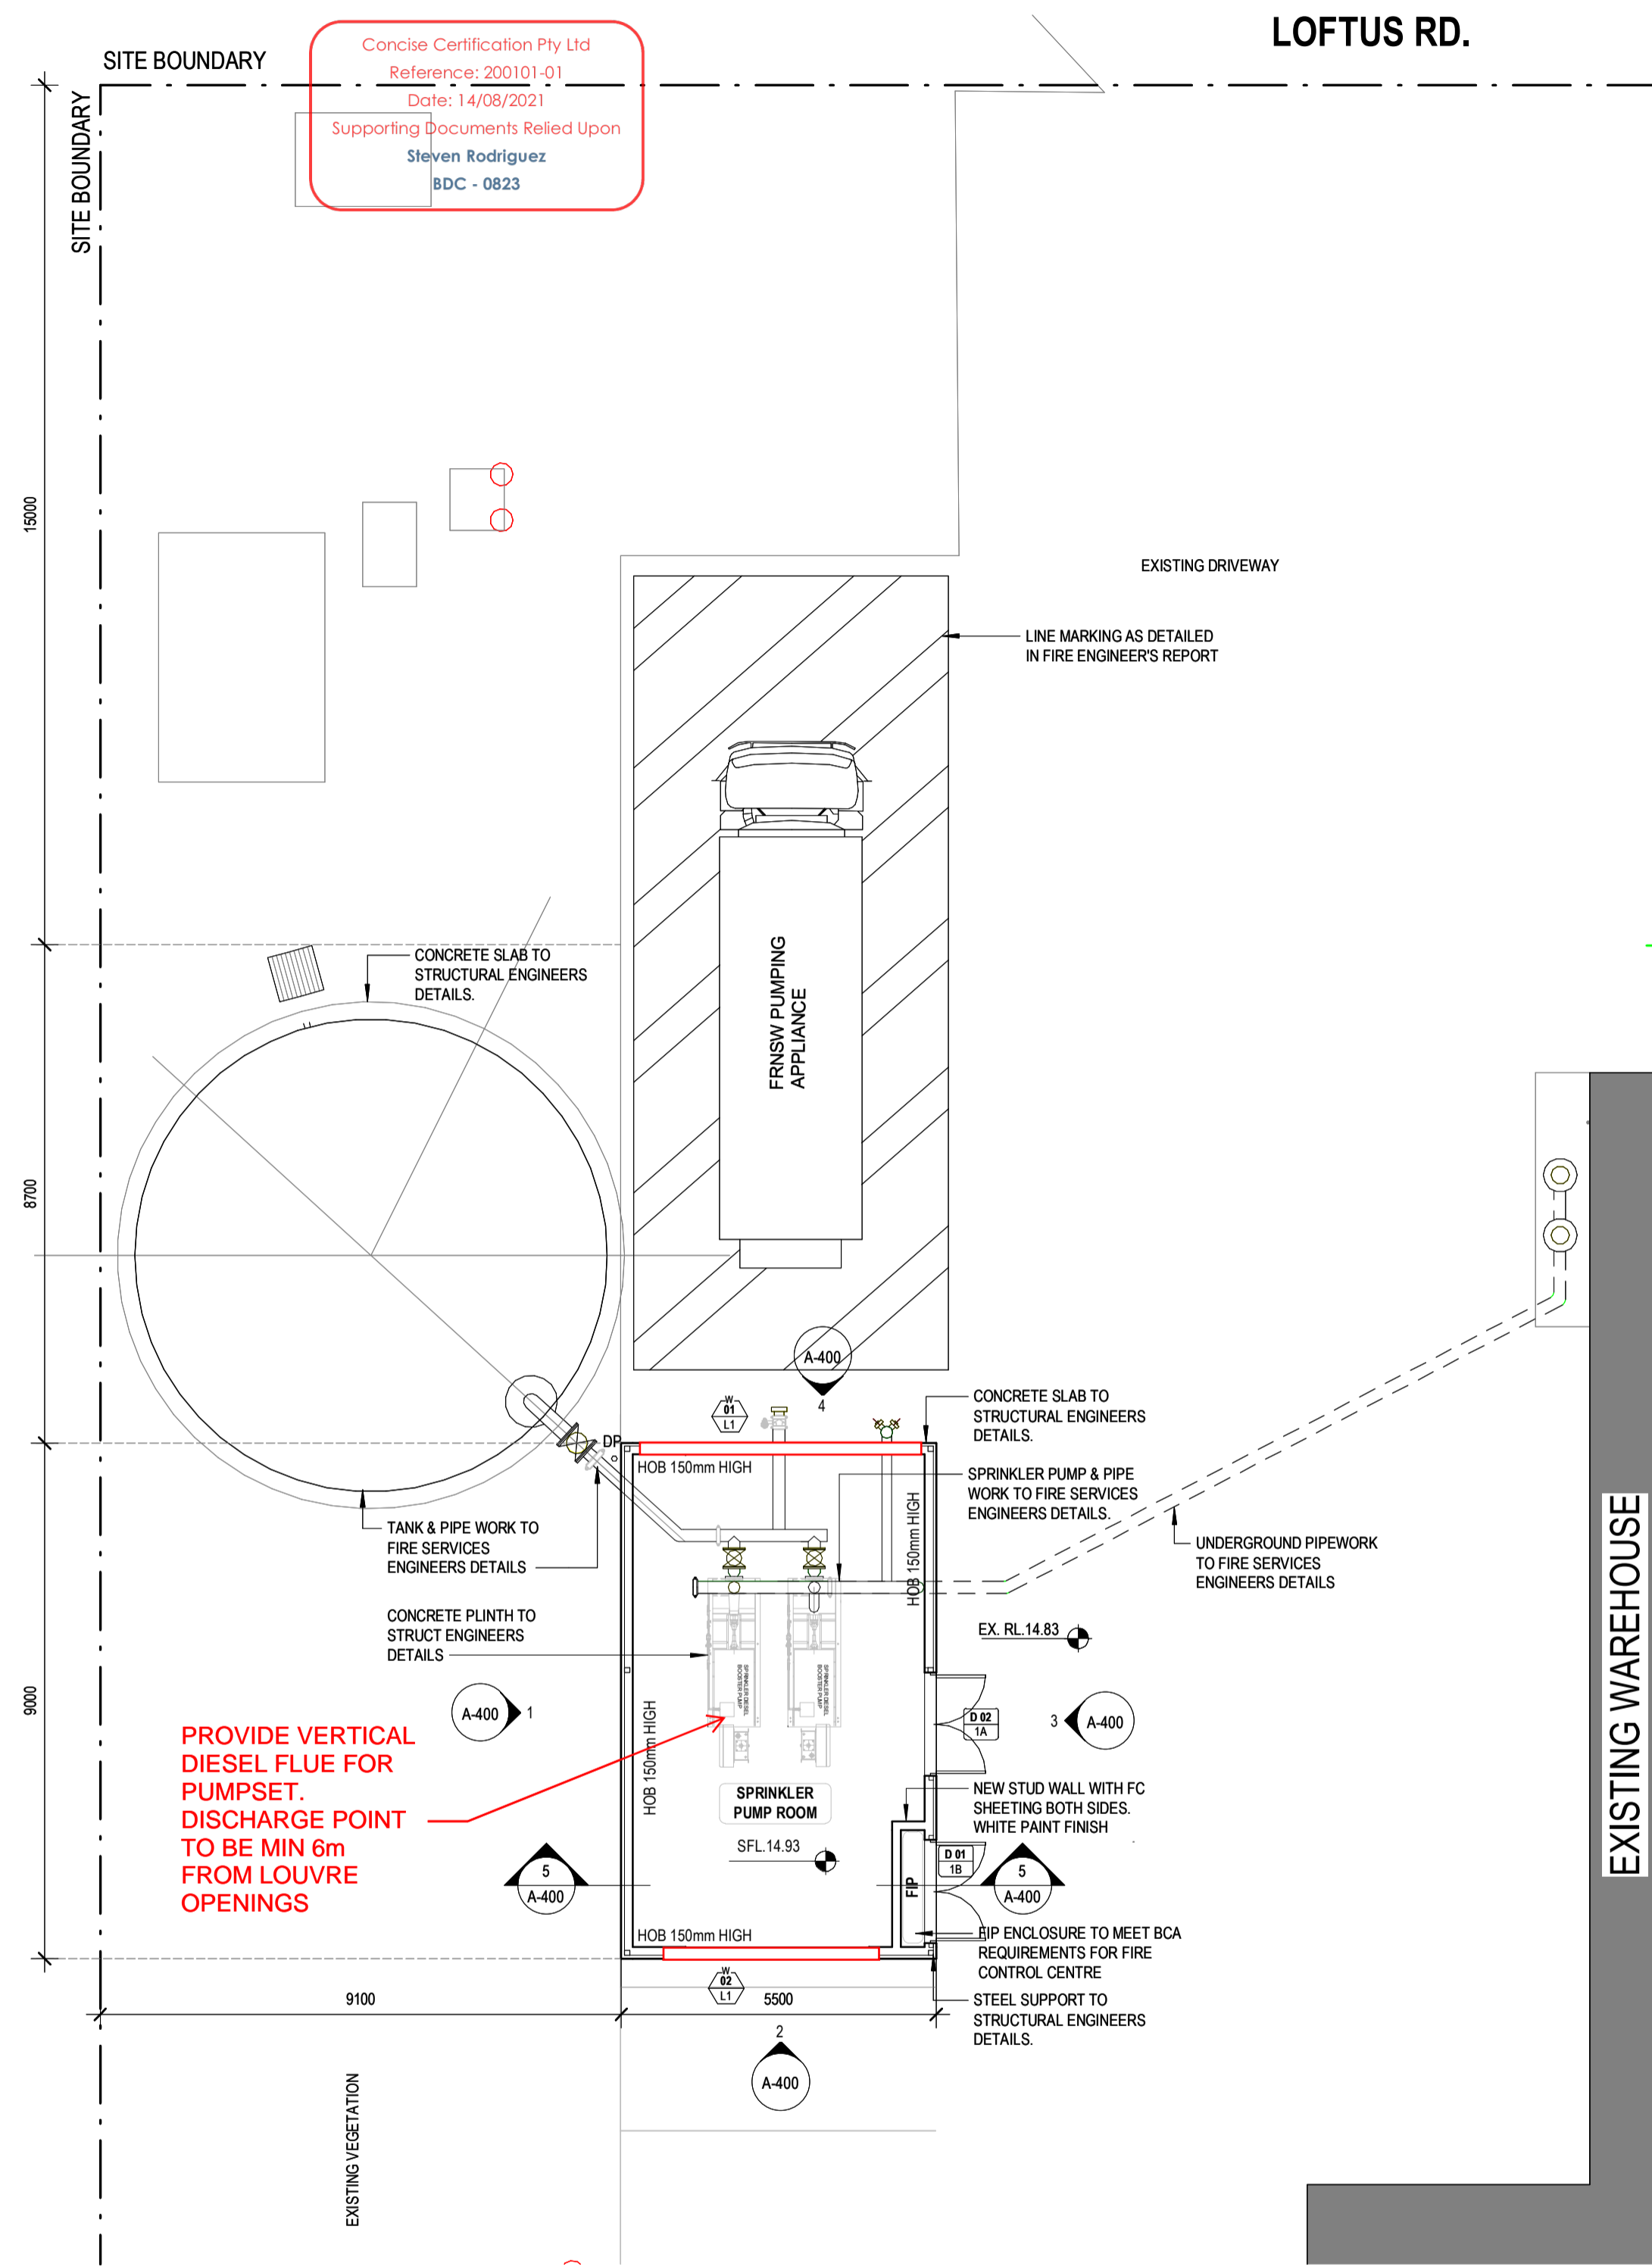 LOFTUS RD.
SITE BOUNDARY
SITE BOUNDARY
Concise Certification Pty Ltd
Reference: 200101-01
Date: 14/08/2021
Supporting Documents Relied Upon
Steven Rodriguez
BDC - 0823
15000
EXISTING DRIVEWAY
LINE MARKING AS DETAILED
IN FIRE ENGINEER'S REPORT
CONCRETE SLAB TO
STRUCTURAL ENGINEERS
DETAILS.
FRNSW PUMPING
APPLIANCE
8700
A-400
4
W
01
L1
DP
CONCRETE SLAB TO
STRUCTURAL ENGINEERS
DETAILS.
HOB 150mm HIGH
SPRINKLER PUMP & PIPE
WORK TO FIRE SERVICES
ENGINEERS DETAILS.
HOB 150mm HIGH
TANK & PIPE WORK TO
FIRE SERVICES
ENGINEERS DETAILS
UNDERGROUND PIPEWORK
TO FIRE SERVICES
ENGINEERS DETAILS
EXISTING WAREHOUSE
CONCRETE PLINTH TO
STRUCT ENGINEERS
DETAILS
EX. RL.14.83
SPRINKLER DIESEL
BOOSTER PUMP
SPRINKLER DIESEL
BOOSTER PUMP
9000
A-400
1
D 02
1A
3
A-400
HOB 150mm HIGH
PROVIDE VERTICAL
DIESEL FLUE FOR
PUMPSET.
DISCHARGE POINT
TO BE MIN 6m
FROM LOUVRE
OPENINGS
SPRINKLER
PUMP ROOM
NEW STUD WALL WITH FC
SHEETING BOTH SIDES.
WHITE PAINT FINISH
SFL.14.93
D 01
1B
5
A-400
FIP
5
A-400
HOB 150mm HIGH
FIP ENCLOSURE TO MEET BCA
REQUIREMENTS FOR FIRE
CONTROL CENTRE
W
02
L1
9100
5500
STEEL SUPPORT TO
STRUCTURAL ENGINEERS
DETAILS.
2
A-400
EXISTING VEGETATION